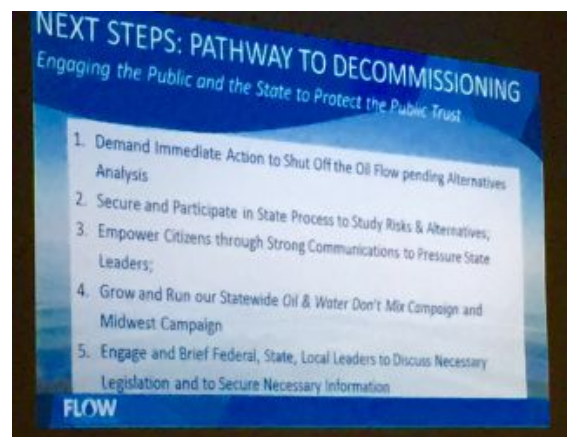 NEXT STEPS: PATHWAY TO DECOMMISSIONING
Engaging the Public and the State to Protect the Public Trust
1. Demand Immediate Action to Shut Off the Oil Flow pending Alternatives
Analysis
2. Secure and Participate in State Process to Study Risks & Alternatives;
3. Empower Citizens through Strong Communications to Pressure State
Leaders;
4. Grow and Run our Statewide Oil & Water Don't Mix Campaign and
Midwest Campaign
5. Engage and Brief Federal, State, Local Leaders to Discuss Necessary
Legislation and to Secure Necessary Information
FLOW